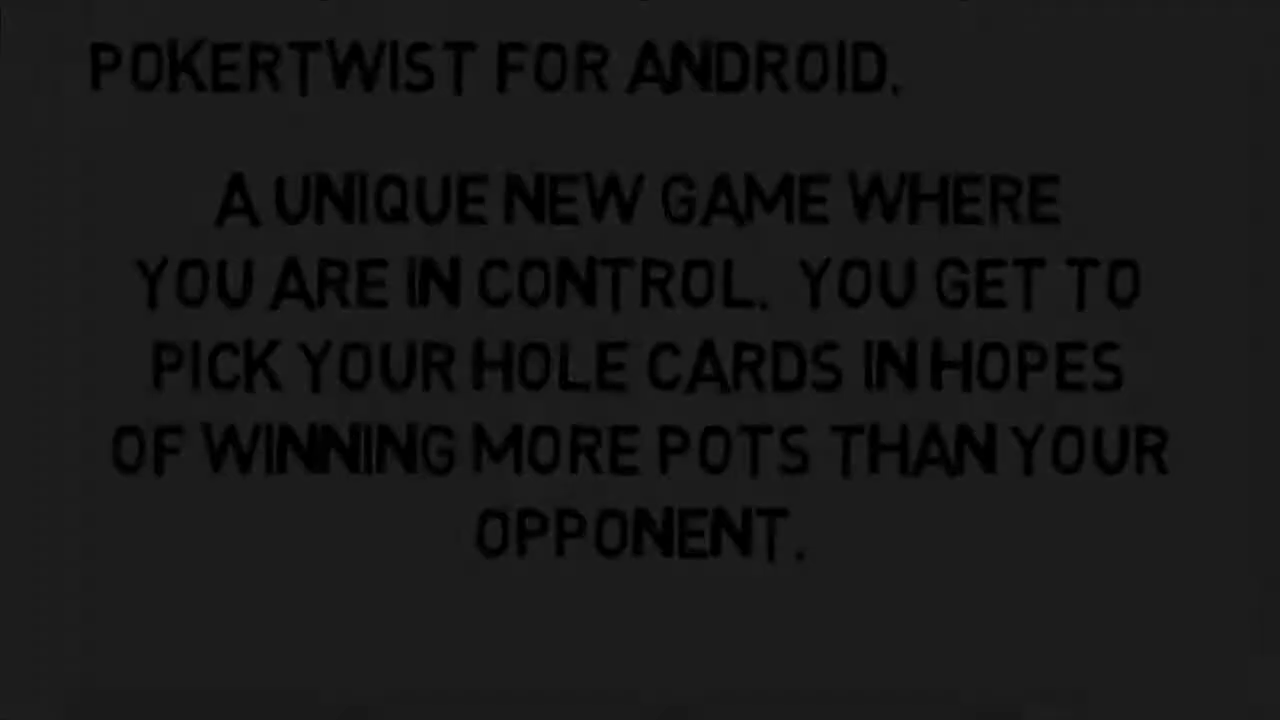 POKERTWIST FOR ANDROID.
A UNIQUE NEW GAME WHERE
YOU ARE IN CONTROL. YOU GET TO
PICK YOUR HOLE CARDS IN HOPES
OF WINNING MORE POTS THAN YOUR
OPPONENT.